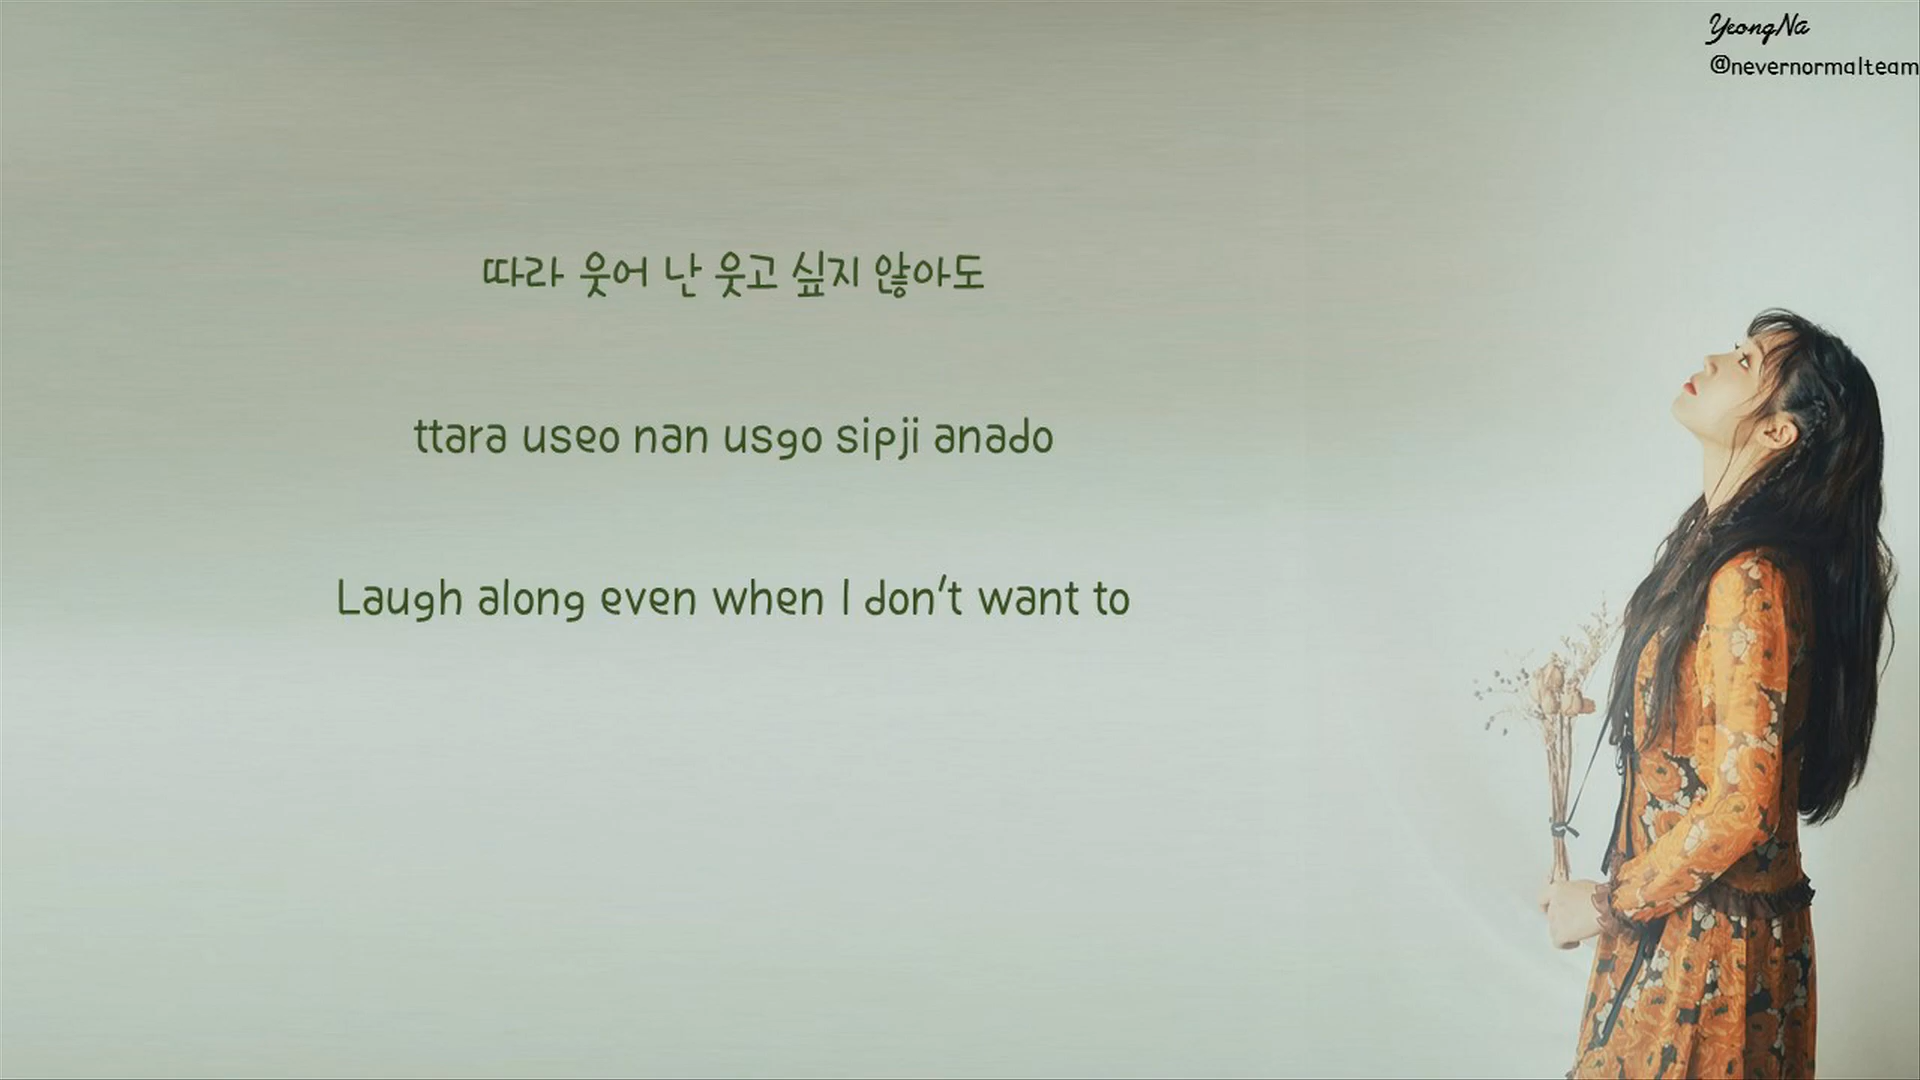 YeongNa
@nevernormalteam
따라 웃어 난 웃고 싶지 않아도
ttara useo nan usgo sipji anado
Laugh along even when I don't want to